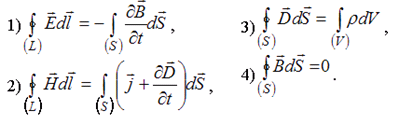 1) ∮_(L) E⃗dl⃗ = − ∫_(S) ∂B⃗/∂t dS⃗ ,
2) ∮_(L) H⃗dl⃗ = ∫_(S) ( j⃗ + ∂D⃗/∂t ) dS⃗ ,
3) ∮_(S) D⃗dS⃗ = ∫_(V) ρdV ,
4) ∮_(S) B⃗dS⃗ = 0 .